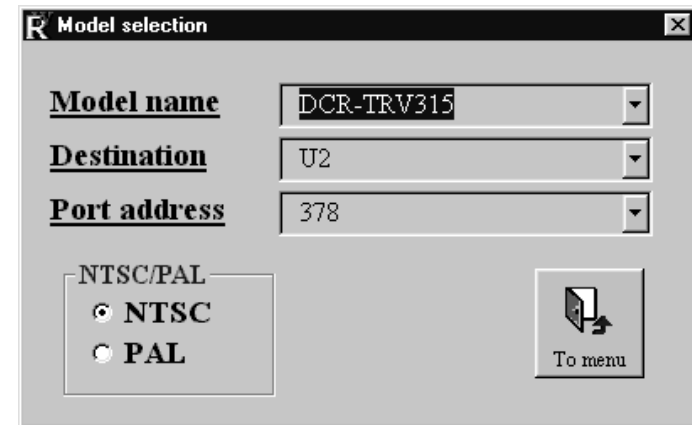 Model selection
Model name DCR-TRV315
Destination U2
Port address 378
NTSC/PAL
NTSC
PAL
To menu